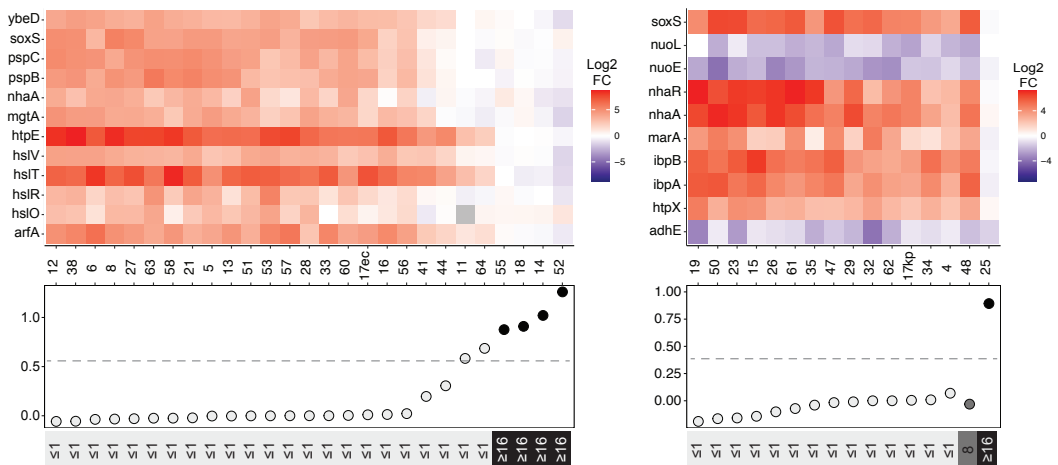 ybeD
soxS
pspC
pspB
nhaA
mgtA
htpE
hslV
hslT
hslR
hslO
arfA
Log2
FC
5
0
−5
12 38 6 8 27 63 58 21 5 13 51 53 57 28 33 60 17ec 16 56 41 44 11 64 55 18 14 52
1.0
0.5
0.0
≤1 ≤1 ≤1 ≤1 ≤1 ≤1 ≤1 ≤1 ≤1 ≤1 ≤1 ≤1 ≤1 ≤1 ≤1 ≤1 ≤1 ≤1 ≤1 ≤1 ≤1 ≤1 ≤1 ≥16 ≥16 ≥16 ≥16
soxS
nuoL
nuoE
nhaR
nhaA
marA
ibpB
ibpA
htpX
adhE
Log2
FC
4
0
−4
19 50 23 15 26 61 35 47 29 32 62 17kp 34 4 48 25
1.00
0.75
0.50
0.25
0.00
≤1 ≤1 ≤1 ≤1 ≤1 ≤1 ≤1 ≤1 ≤1 ≤1 ≤1 ≤1 ≤1 ≤1 8 ≥16